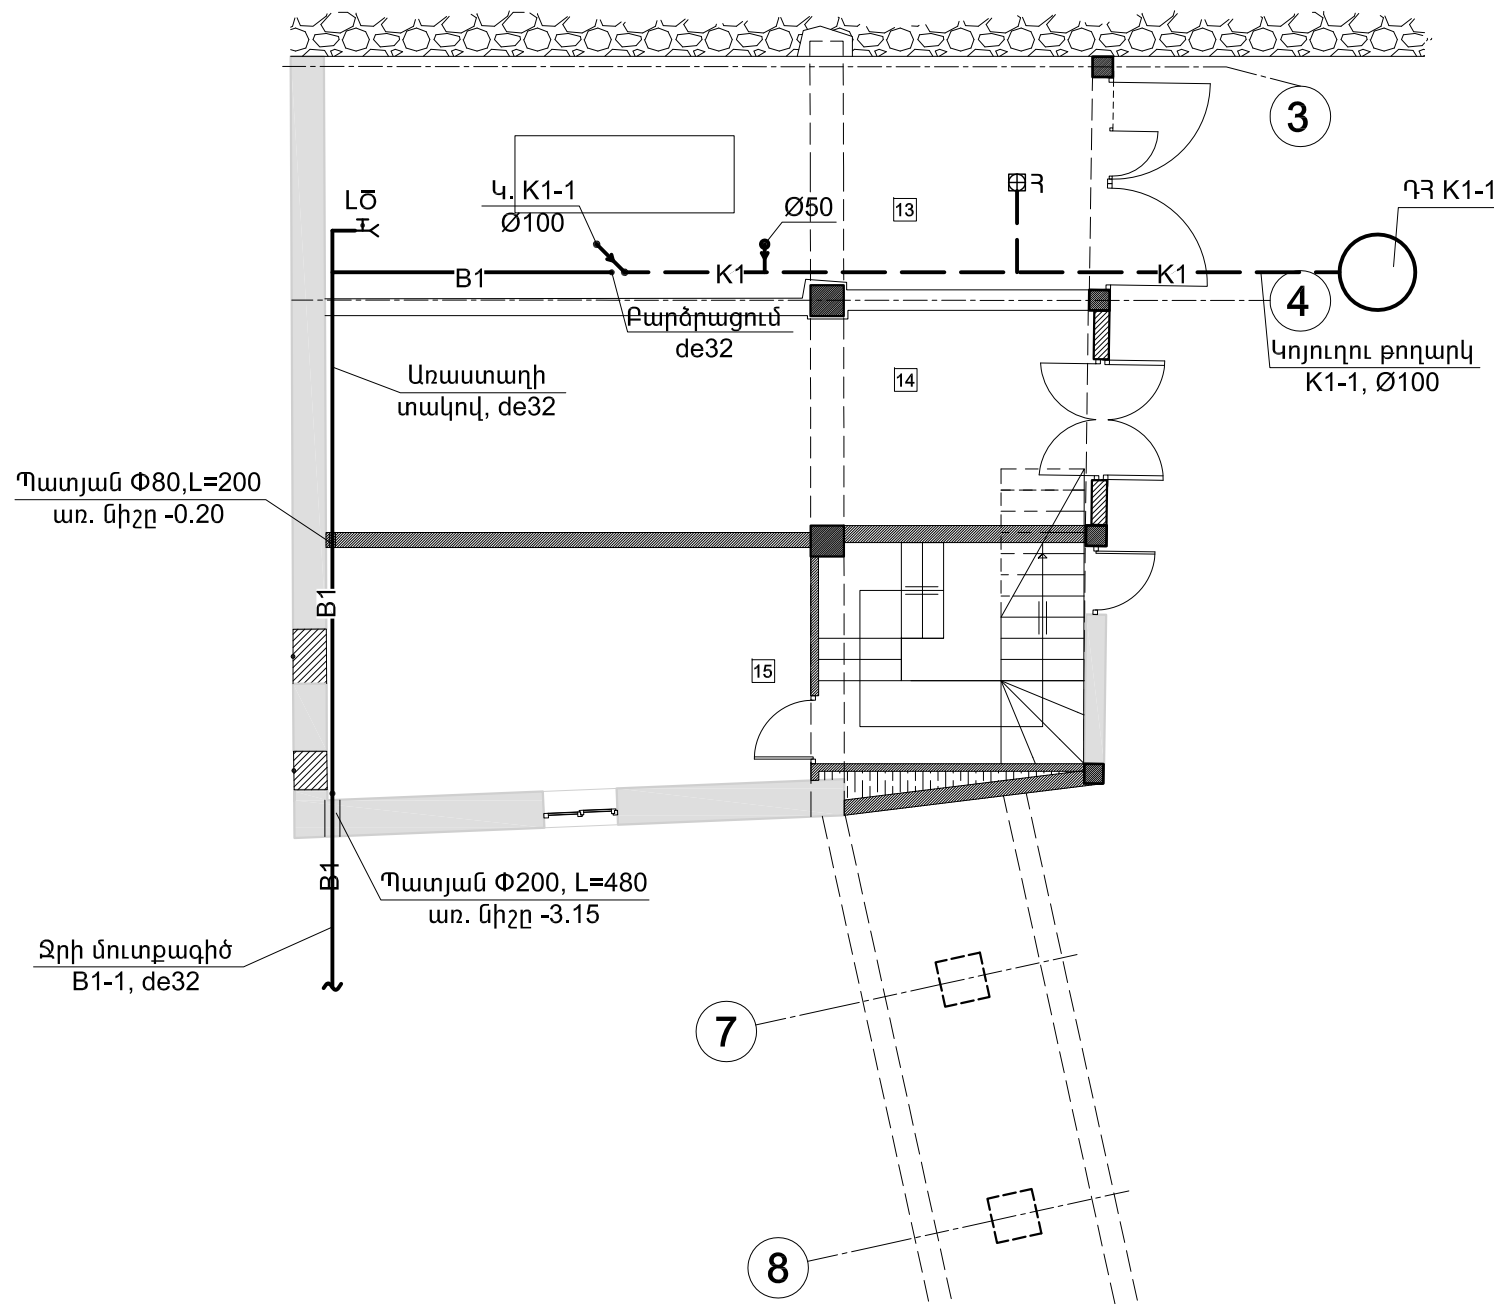 3
ԴՀ K1-1
Կ. K1-1
Ø100
LՕ̄
Ø50
13
Հ
B1
K1
K1
4
Բարձրացում
de32
Կոյուղու թողարկ
K1-1, Ø100
Առաստաղի
տակով, de32
14
Պատյան Φ80,L=200
առ. նիշը -0.20
B1
15
B1
Պատյան Φ200, L=480
առ. նիշը -3.15
Ջրի մուտքագիծ
B1-1, de32
7
8